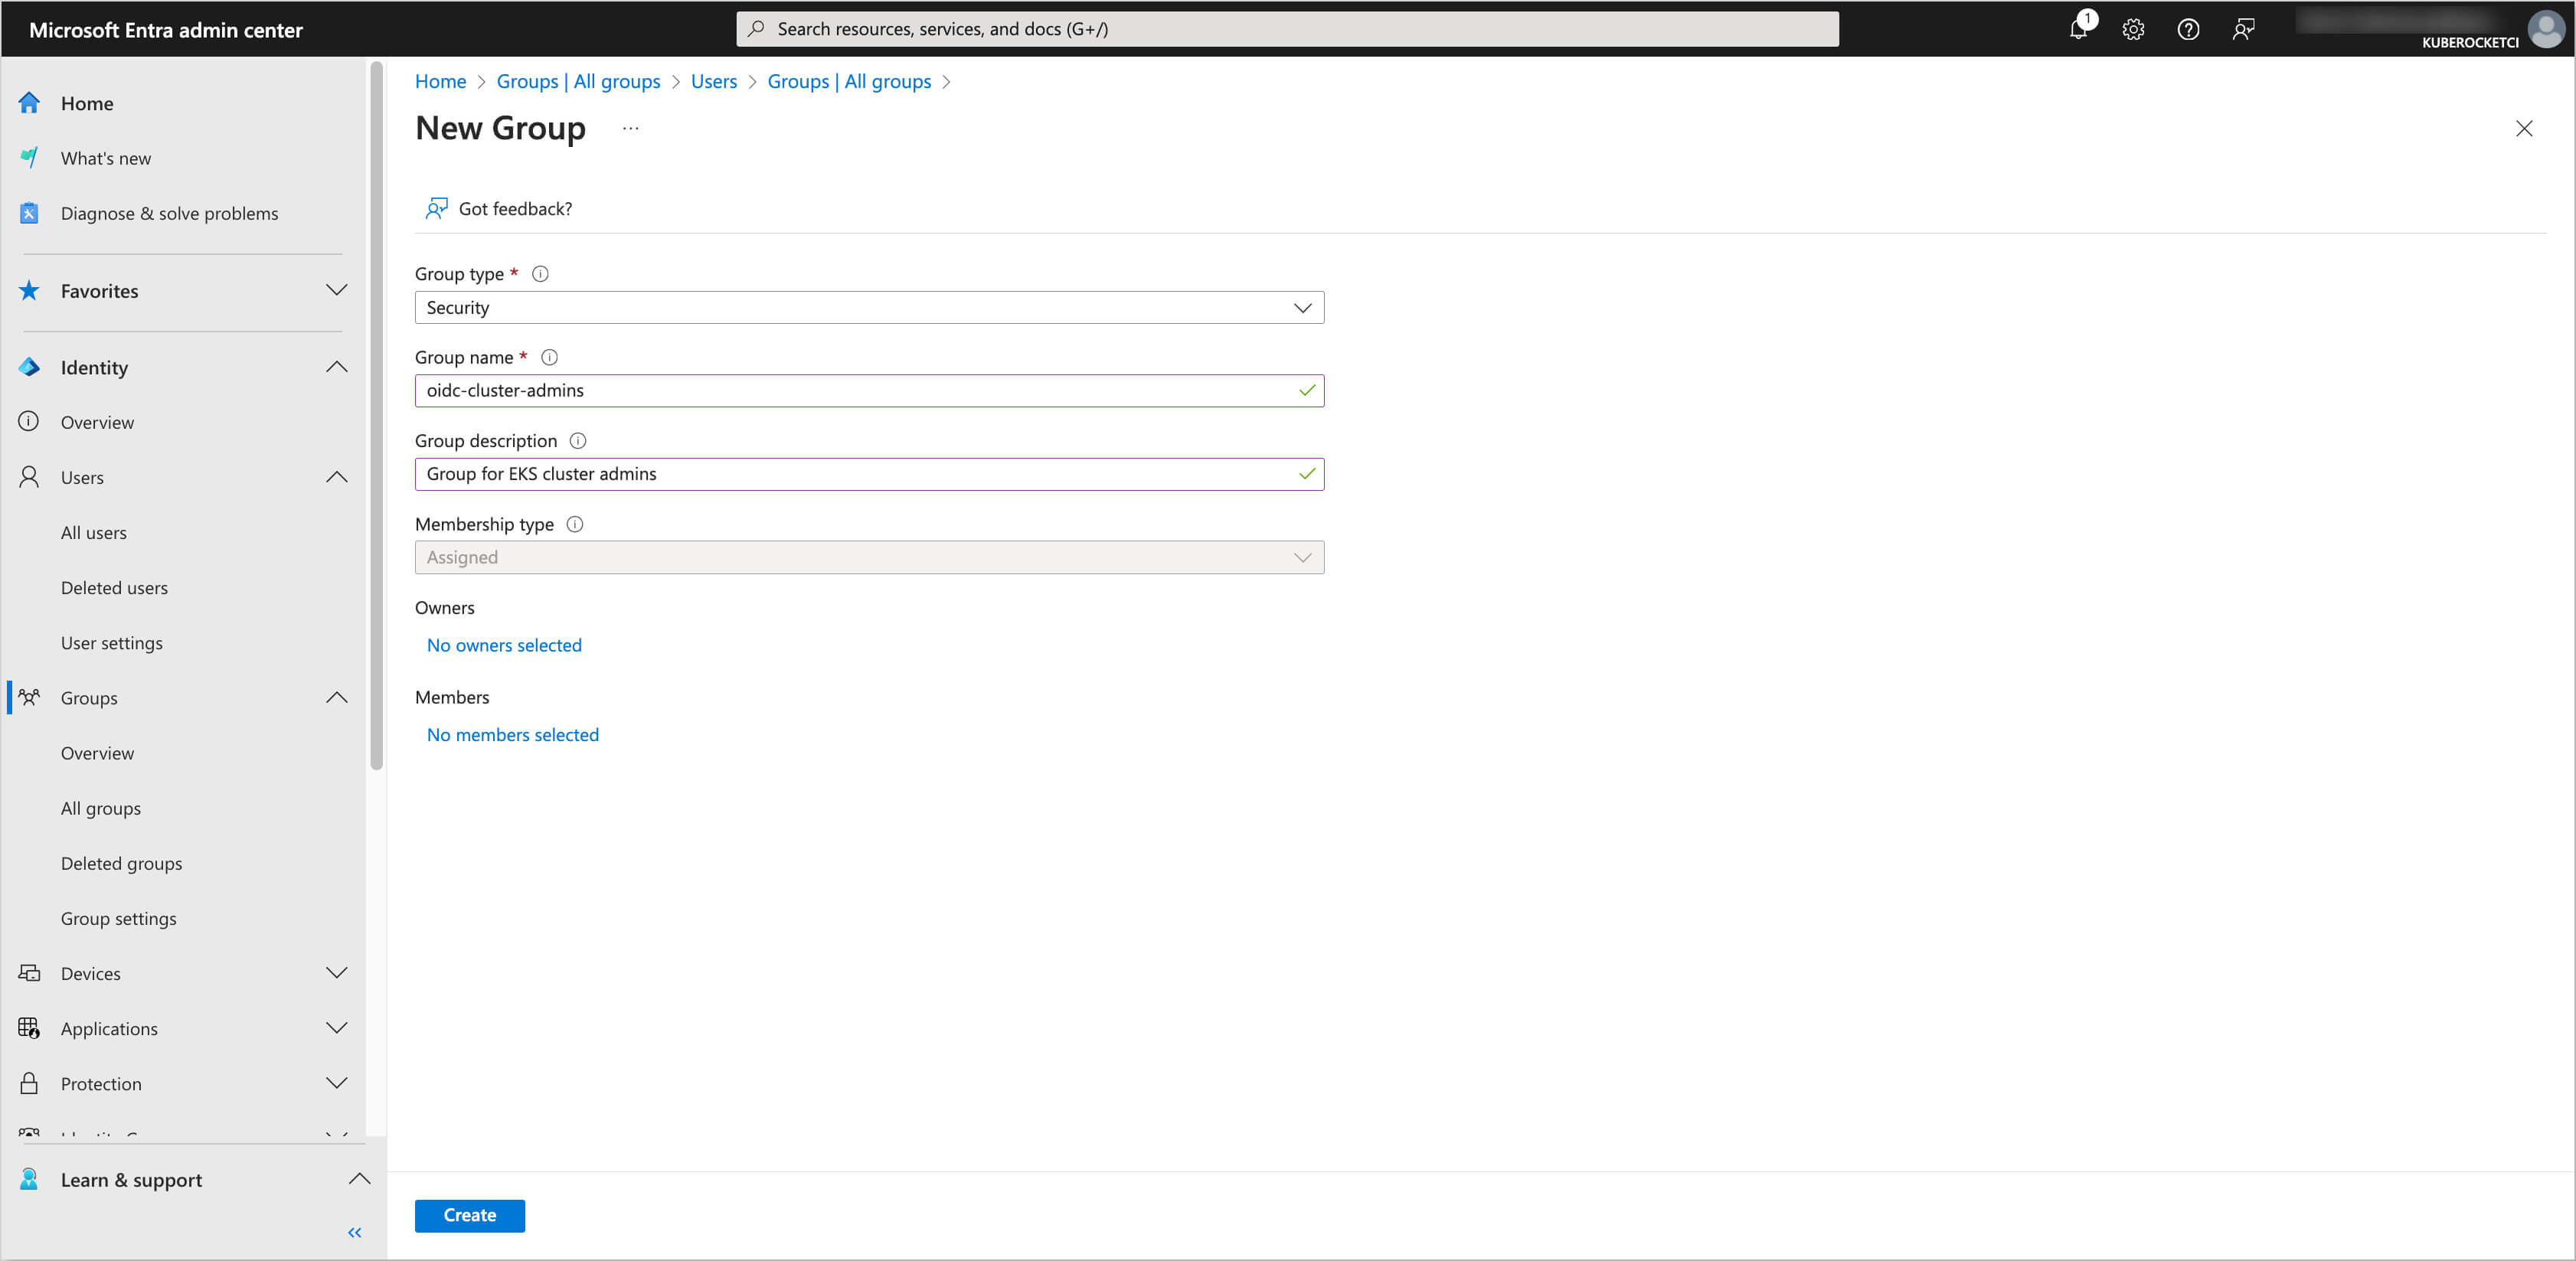 Microsoft Entra admin center
Search resources, services, and docs (G+/)
1
KUBEROCKETCI
Home
What's new
Diagnose & solve problems
Favorites
Identity
Overview
Users
All users
Deleted users
User settings
Groups
Overview
All groups
Deleted groups
Group settings
Devices
Applications
Protection
Learn & support
Home > Groups | All groups > Users > Groups | All groups >
New Group ...
Got feedback?
Group type *
Security
Group name *
oidc-cluster-admins
Group description
Group for EKS cluster admins
Membership type
Assigned
Owners
No owners selected
Members
No members selected
Create